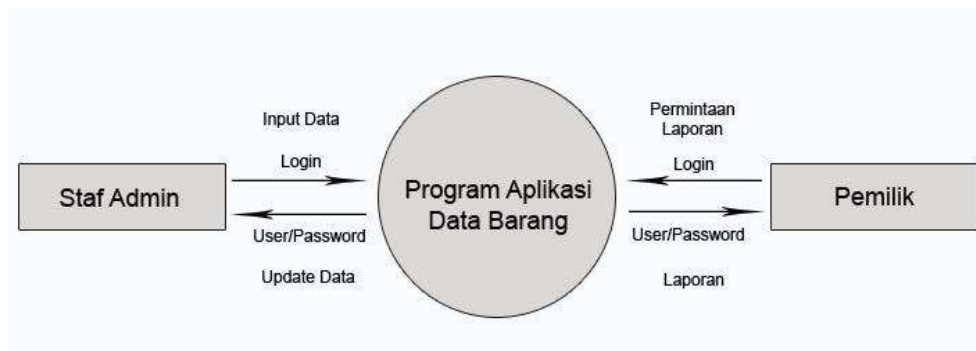 Staf Admin
Input Data
Login
User/Password
Update Data
Program Aplikasi
Data Barang
Permintaan
Laporan
Login
User/Password
Laporan
Pemilik